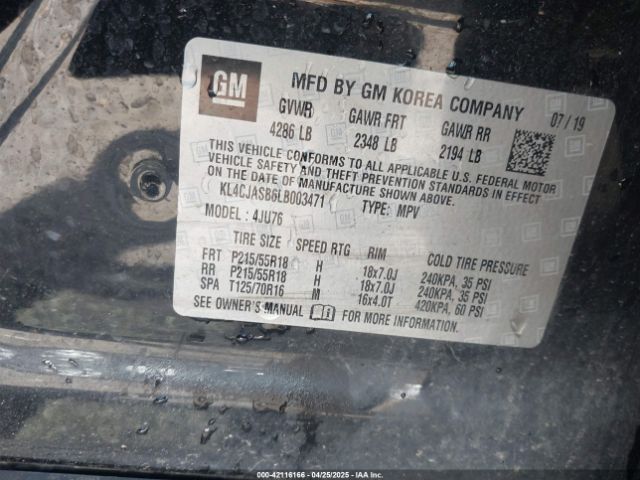 GM
MFD BY GM KOREA COMPANY 07/19
GVWR GAWR FRT GAWR RR
4286 LB 2348 LB 2194 LB
THIS VEHICLE CONFORMS TO ALL APPLICABLE U.S. FEDERAL MOTOR
VEHICLE SAFETY AND THEFT PREVENTION STANDARDS IN EFFECT
ON THE DATE OF MANUFACTURE SHOWN ABOVE.
KL4CJASB6LB003471 TYPE: MPV
MODEL: 4JU76
TIRE SIZE SPEED RTG RIM COLD TIRE PRESSURE
FRT P215/55R18 H 18x7.0J 240KPA, 35 PSI
RR P215/55R18 H 18x7.0J 240KPA, 35 PSI
SPA T125/70R16 M 16x4.0T 420KPA, 60 PSI
SEE OWNER'S MANUAL FOR MORE INFORMATION.
000-42116166 - 04/25/2025 - IAAI.COM